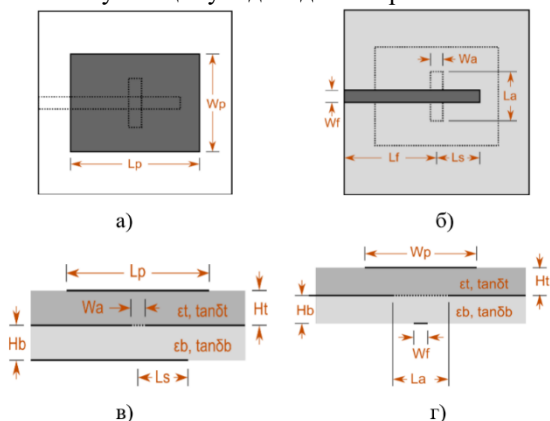 Wp
Lp
Wa
La
Wf
Lf
Ls
а)
б)
Lp
Wa
εt, tanδt
Ht
Hb
εb, tanδb
Ls
Wp
εt, tanδt
Ht
Hb
εb, tanδb
Wf
La
в)
г)